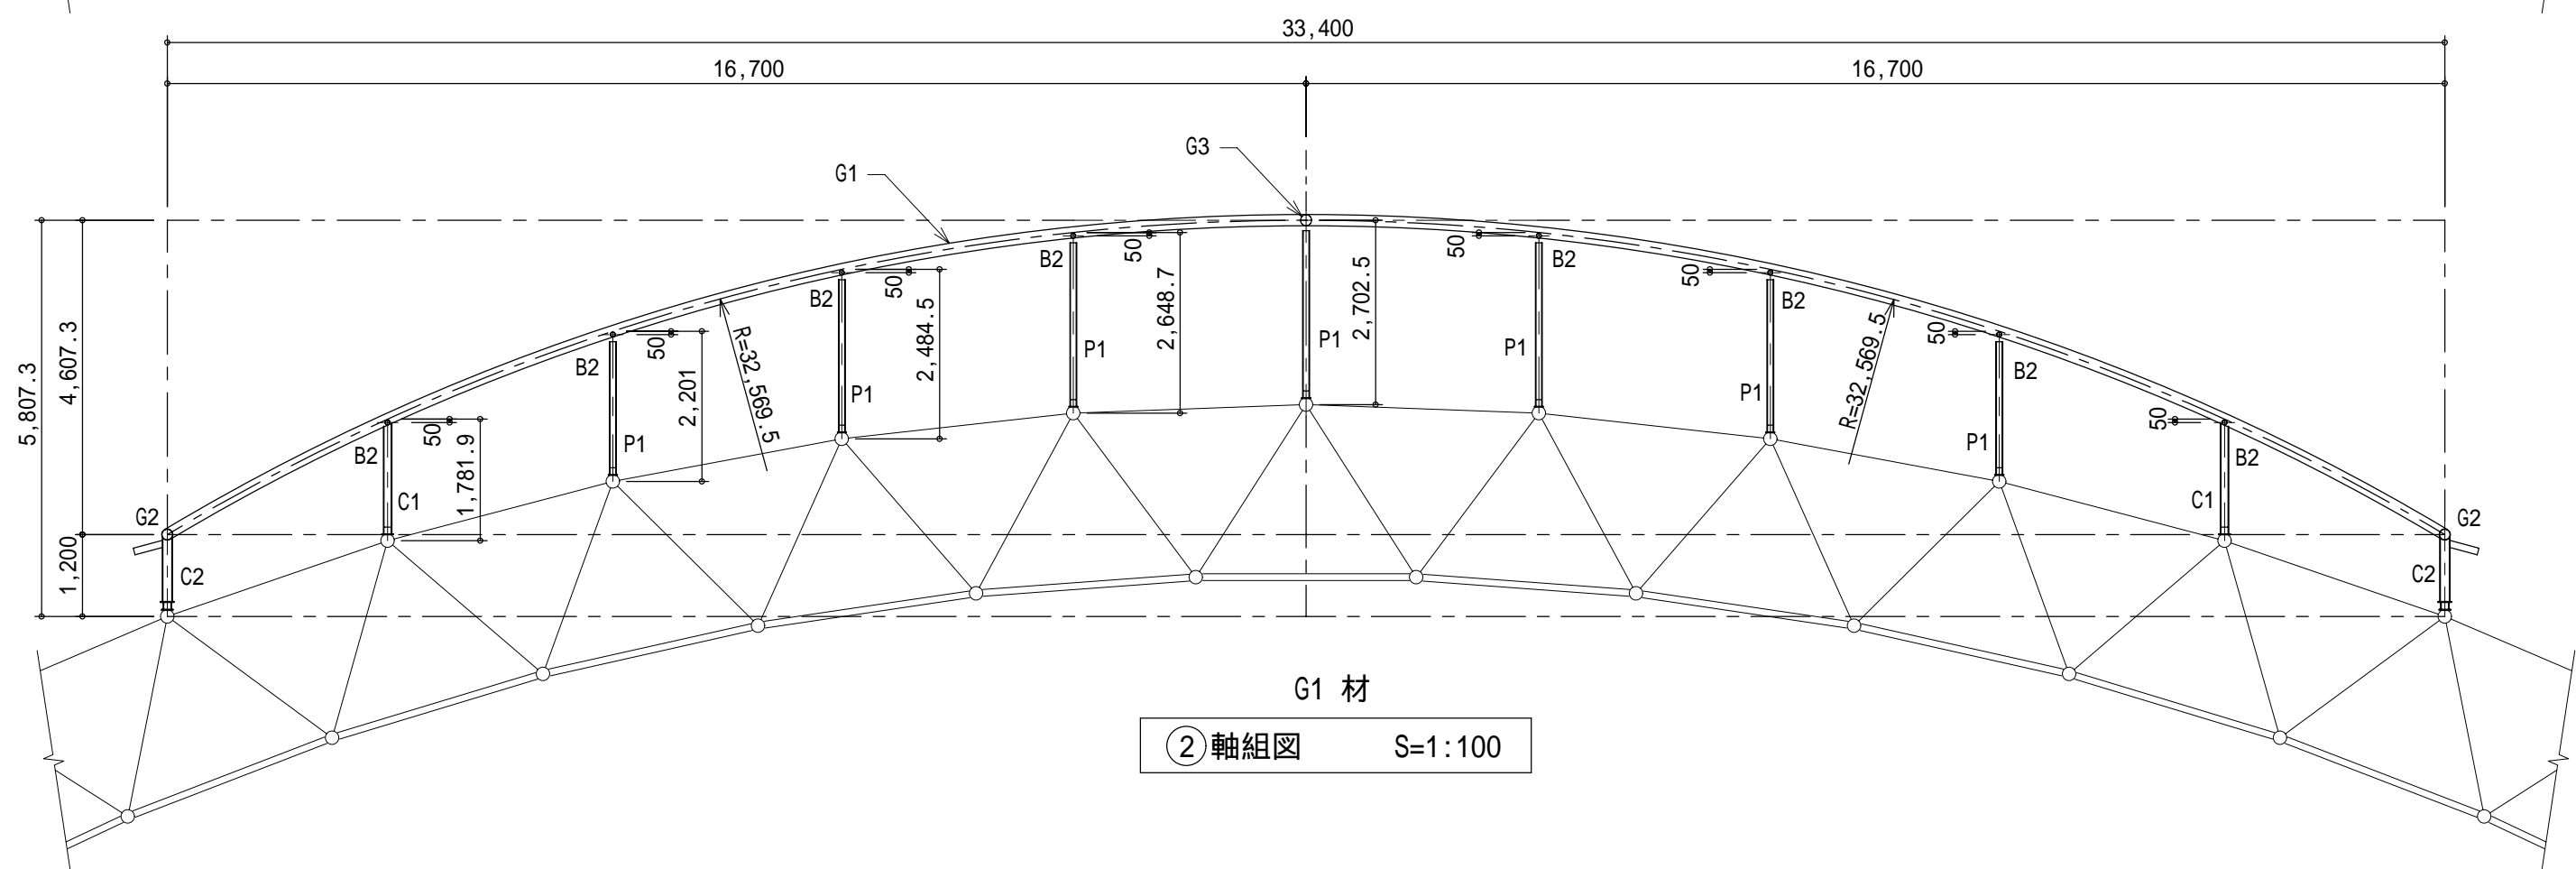 33,400
16,700
16,700
G3
G1
5,807.3
4,607.3
1,200
50
50
50
50
50
50
50
50
1,781.9
2,201
2,484.5
2,648.7
2,702.5
R=32,569.5
R=32,569.5
B2
B2
B2
B2
B2
B2
B2
B2
P1
P1
P1
P1
P1
P1
P1
C1
C1
G2
G2
C2
C2
G1 材
②軸組図 S=1:100